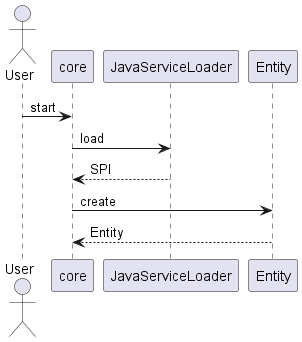 User
core
JavaServiceLoader
Entity
start
load
SPI
create
Entity
User
core
JavaServiceLoader
Entity